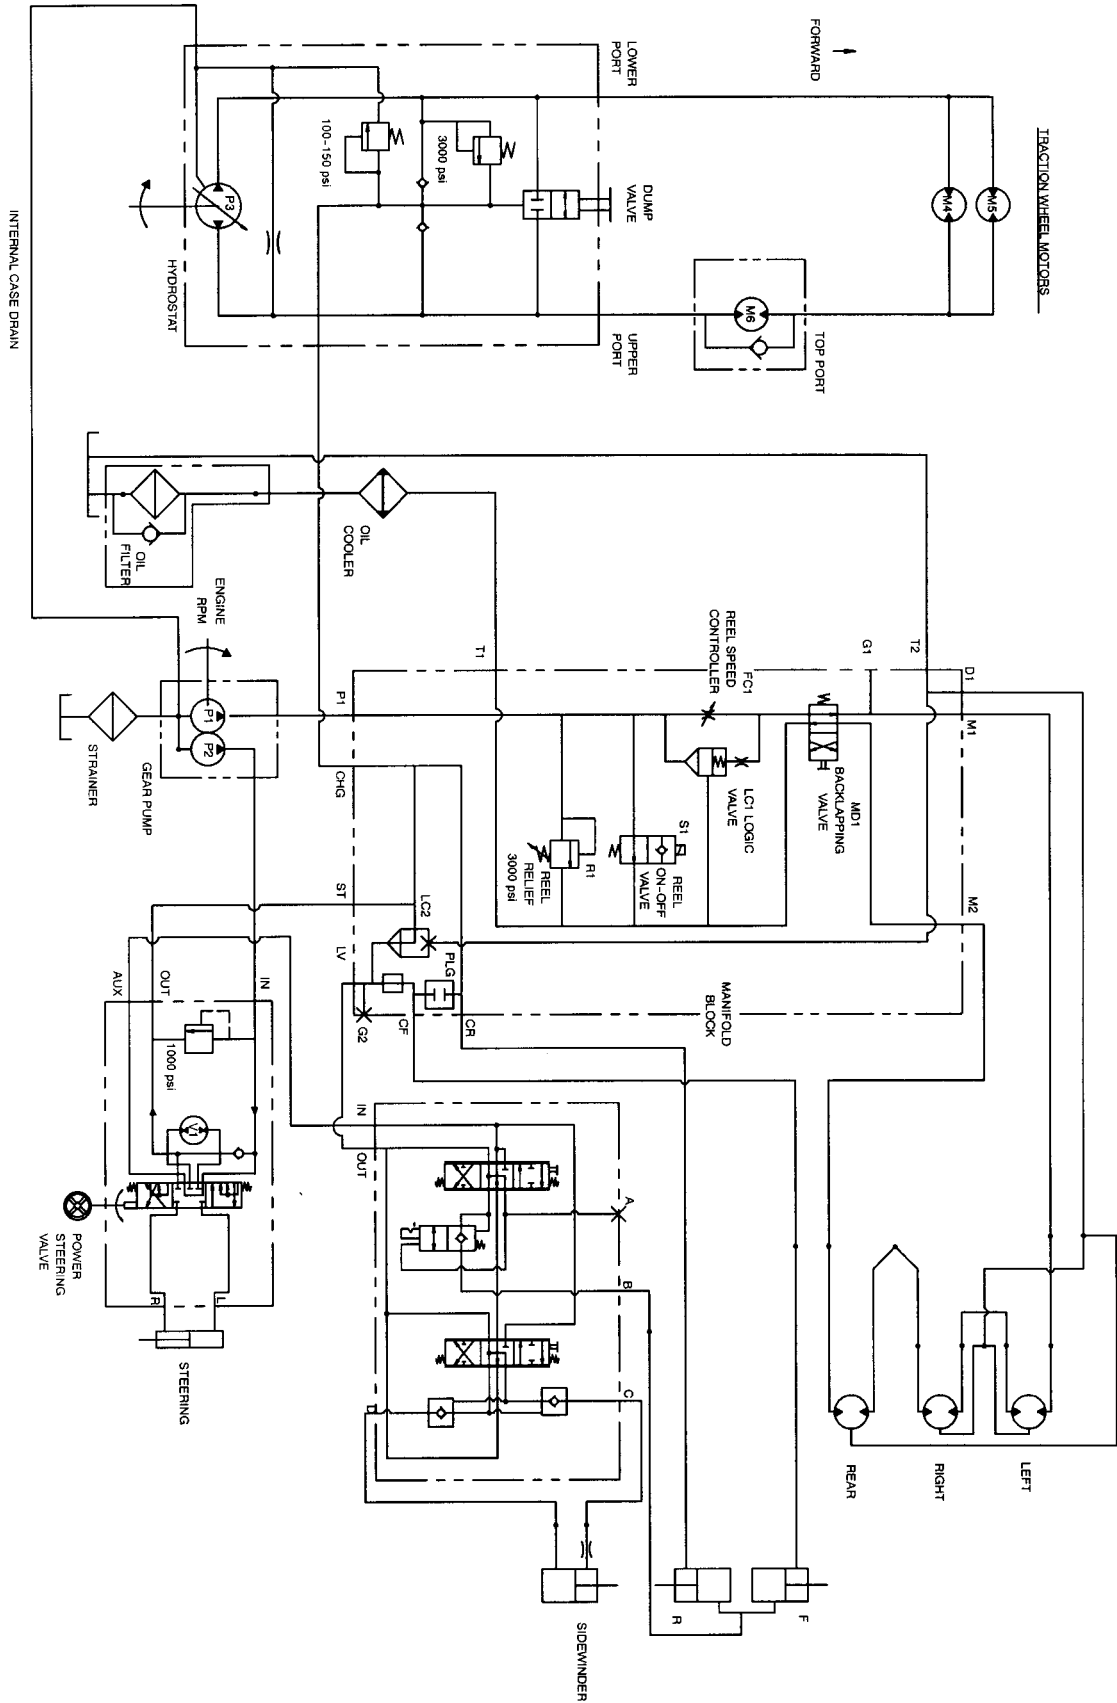 TRACTION WHEEL MOTORS
FORWARD
M5
M4
LOWER
PORT
DUMP
VALVE
UPPER
PORT
M6
TOP PORT
3000 psi
100-150 psi
P3
HYDROSTAT
INTERNAL CASE DRAIN
OIL
COOLER
OIL
FILTER
ENGINE
RPM
P1
P2
GEAR PUMP
STRAINER
T1
P1
CHG
ST
LV
REEL SPEED
CONTROLLER
FC1
G1
T2
D1
M1
M2
LC1 LOGIC
VALVE
MD1
BACKLAPPING
VALVE
S1
REEL
ON-OFF
VALVE
R1
REEL
RELIEF
3000 psi
LC2
PLG
MANIFOLD
BLOCK
CR
CF
G2
IN
OUT
AUX
1000 psi
V1
POWER
STEERING
VALVE
R
L
STEERING
IN
OUT
A
B
C
D
LEFT
RIGHT
REAR
F
R
SIDEWINDER